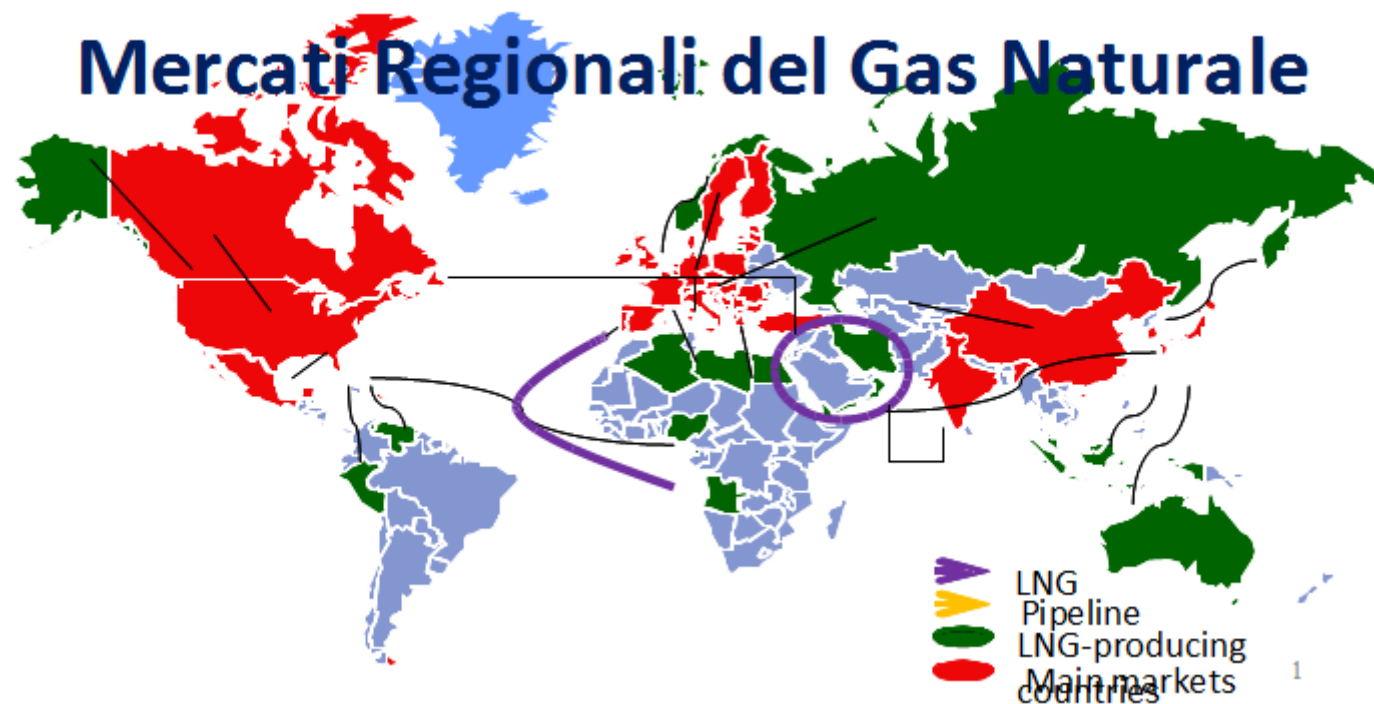 Mercati Regionali del Gas Naturale
LNG
Pipeline
LNG-producing
Main markets
countries
1